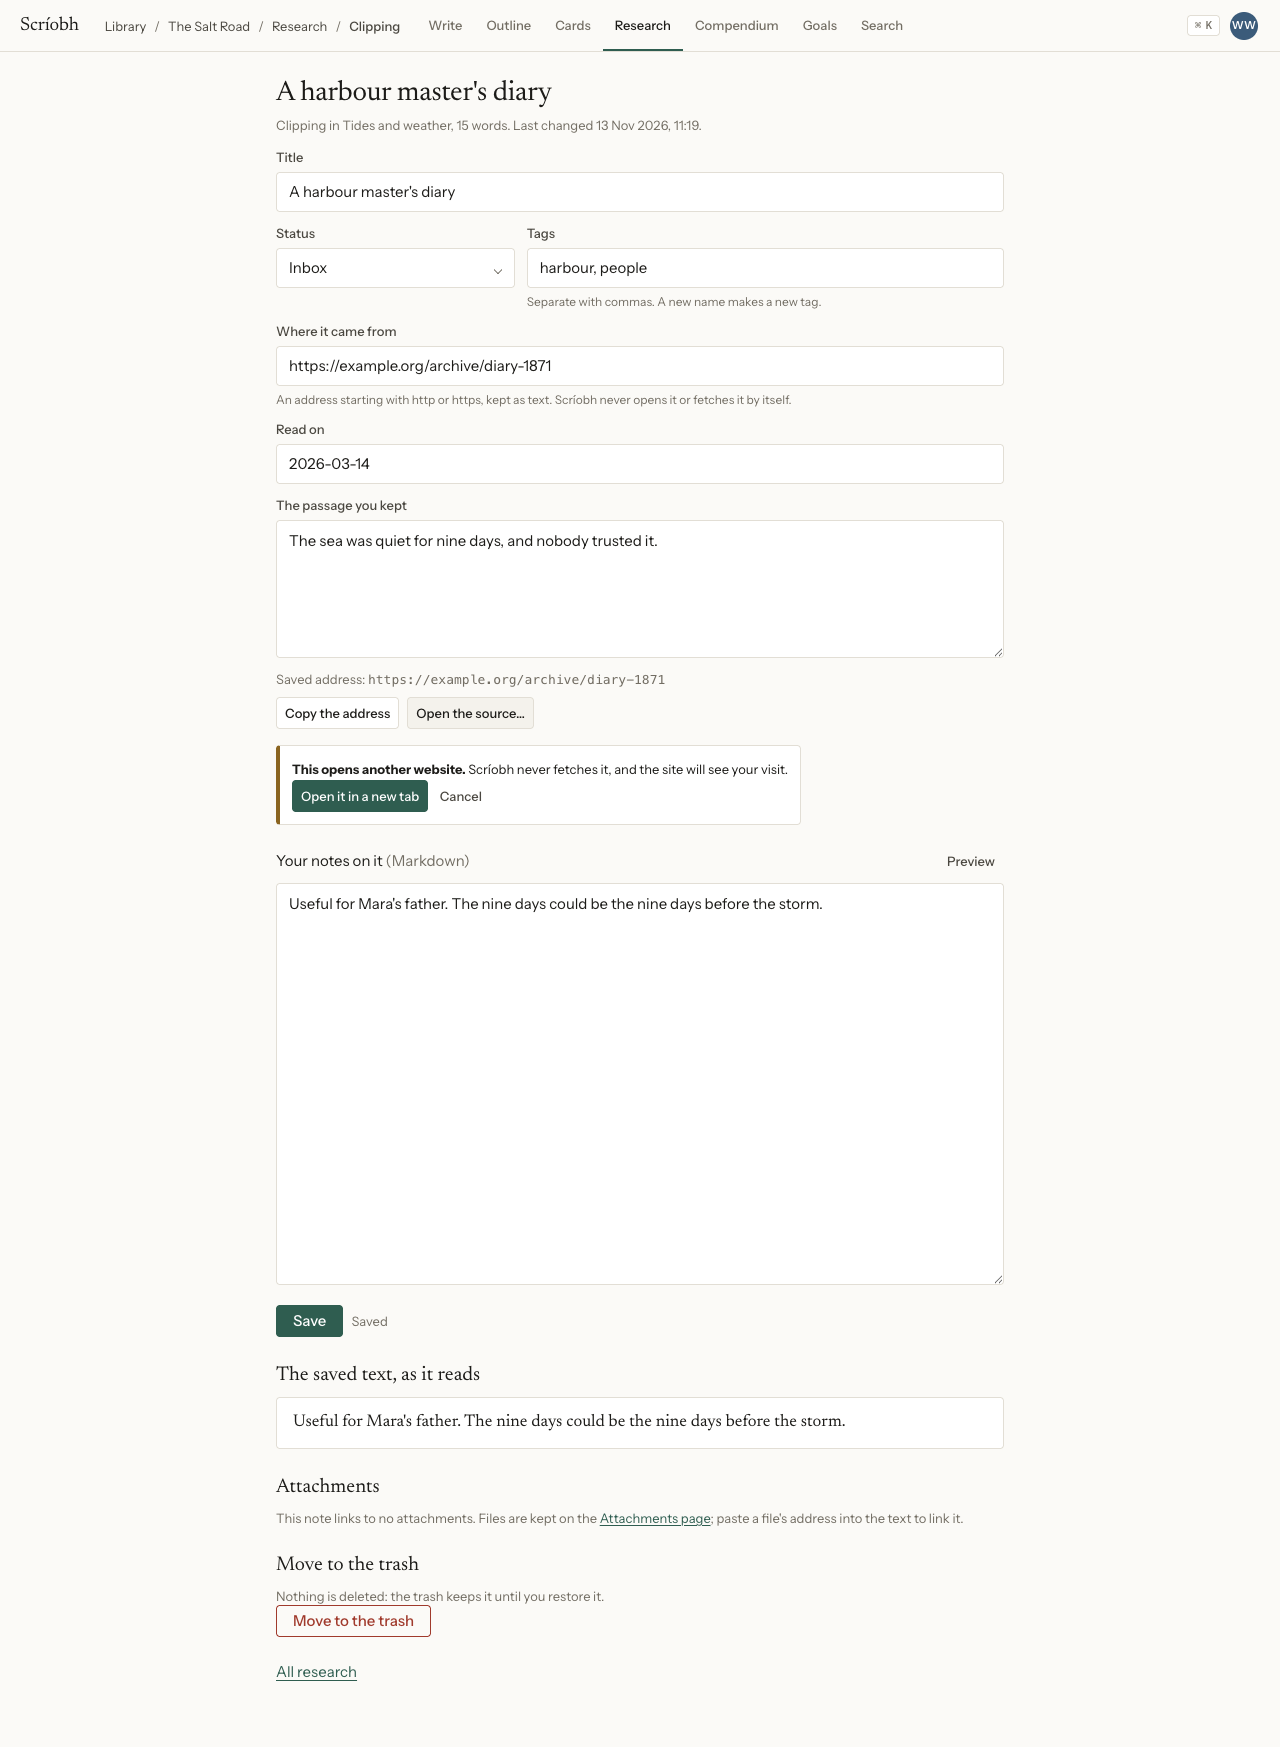 Scríobh Library / The Salt Road / Research / Clipping Write Outline Cards Research Compendium Goals Search ⌘ K WW
A harbour master's diary
Clipping in Tides and weather, 15 words. Last changed 13 Nov 2026, 11:19.
Title
A harbour master's diary
Status Tags
Inbox harbour, people
Separate with commas. A new name makes a new tag.
Where it came from
https://example.org/archive/diary-1871
An address starting with http or https, kept as text. Scríobh never opens it or fetches it by itself.
Read on
2026-03-14
The passage you kept
The sea was quiet for nine days, and nobody trusted it.
Saved address: https://example.org/archive/diary-1871
Copy the address Open the source...
This opens another website. Scríobh never fetches it, and the site will see your visit.
Open it in a new tab Cancel
Your notes on it (Markdown) Preview
Useful for Mara's father. The nine days could be the nine days before the storm.
Save Saved
The saved text, as it reads
Useful for Mara's father. The nine days could be the nine days before the storm.
Attachments
This note links to no attachments. Files are kept on the Attachments page; paste a file's address into the text to link it.
Move to the trash
Nothing is deleted: the trash keeps it until you restore it.
Move to the trash
All research